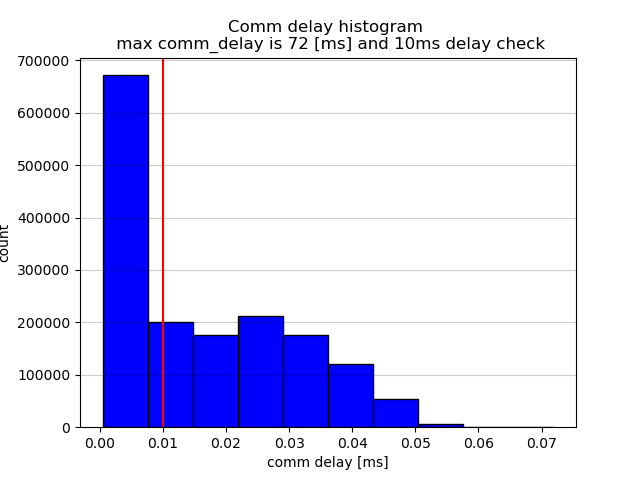 Comm delay histogram
max comm_delay is 72 [ms] and 10ms delay check
700000
600000
500000
400000
300000
200000
100000
0
count
0.00 0.01 0.02 0.03 0.04 0.05 0.06 0.07
comm delay [ms]